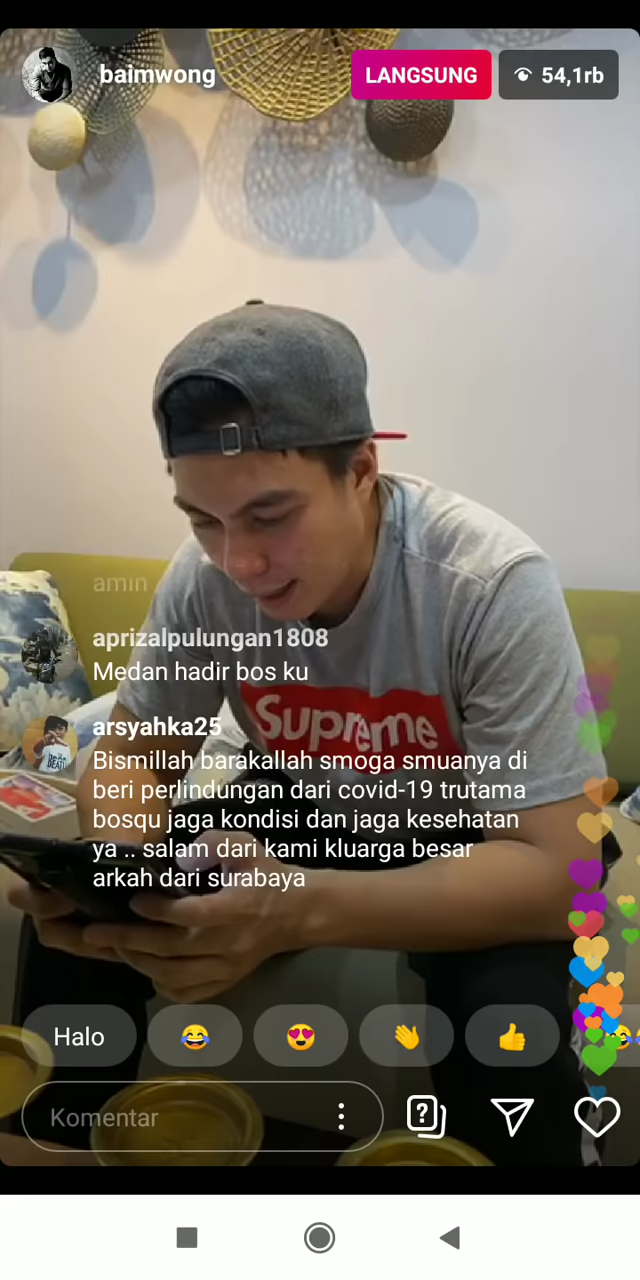 baimwong
LANGSUNG
54,1rb
amin
aprizalpulungan1808
Medan hadir bos ku
Supreme
arsyahka25
Bismillah barakallah smoga smuanya di
beri perlindungan dari covid-19 trutama
bosqu jaga kondisi dan jaga kesehatan
ya .. salam dari kami kluarga besar
arkah dari surabaya
Halo
Komentar